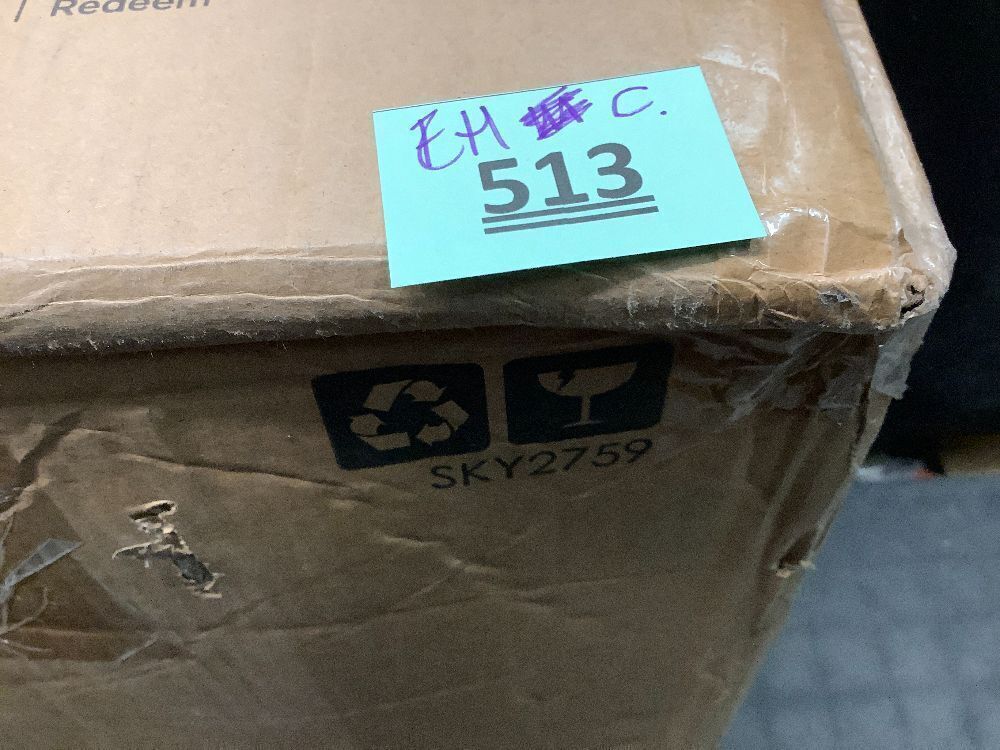 / Redeem
EH C.
513
SKY2759